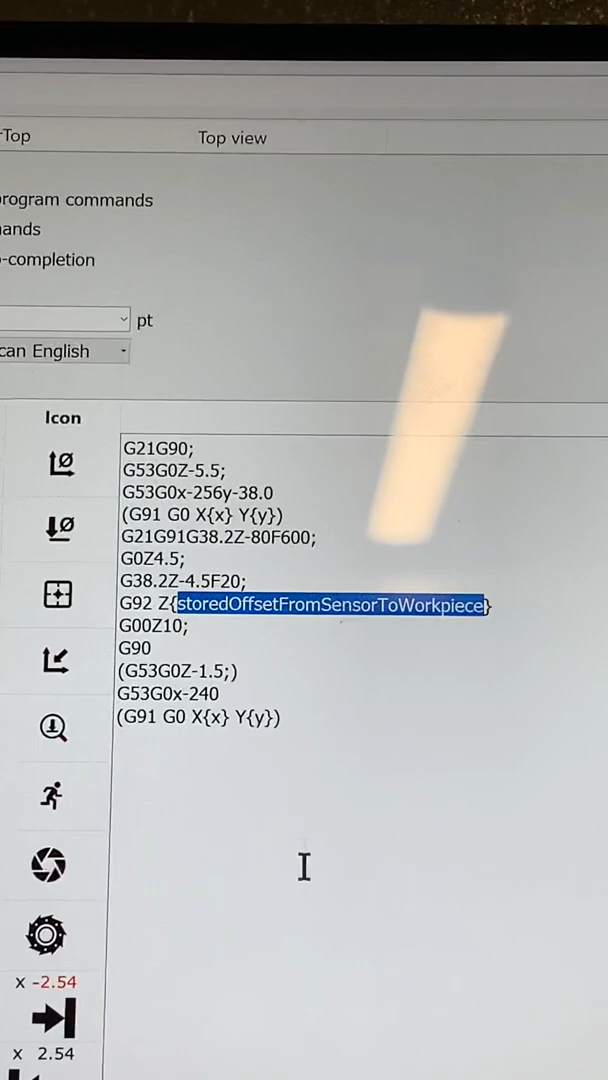 Top
Top view
rogram commands
ands
-completion
pt
can English
Icon
G21G90;
G53G0Z-5.5;
G53G0x-256y-38.0
(G91 G0 X{x} Y{y})
G21G91G38.2Z-80F600;
G0Z4.5;
G38.2Z-4.5F20;
G92 Z{storedOffsetFromSensorToWorkpiece}
G00Z10;
G90
(G53G0Z-1.5;)
G53G0x-240
(G91 G0 X{x} Y{y})
x -2.54
x 2.54